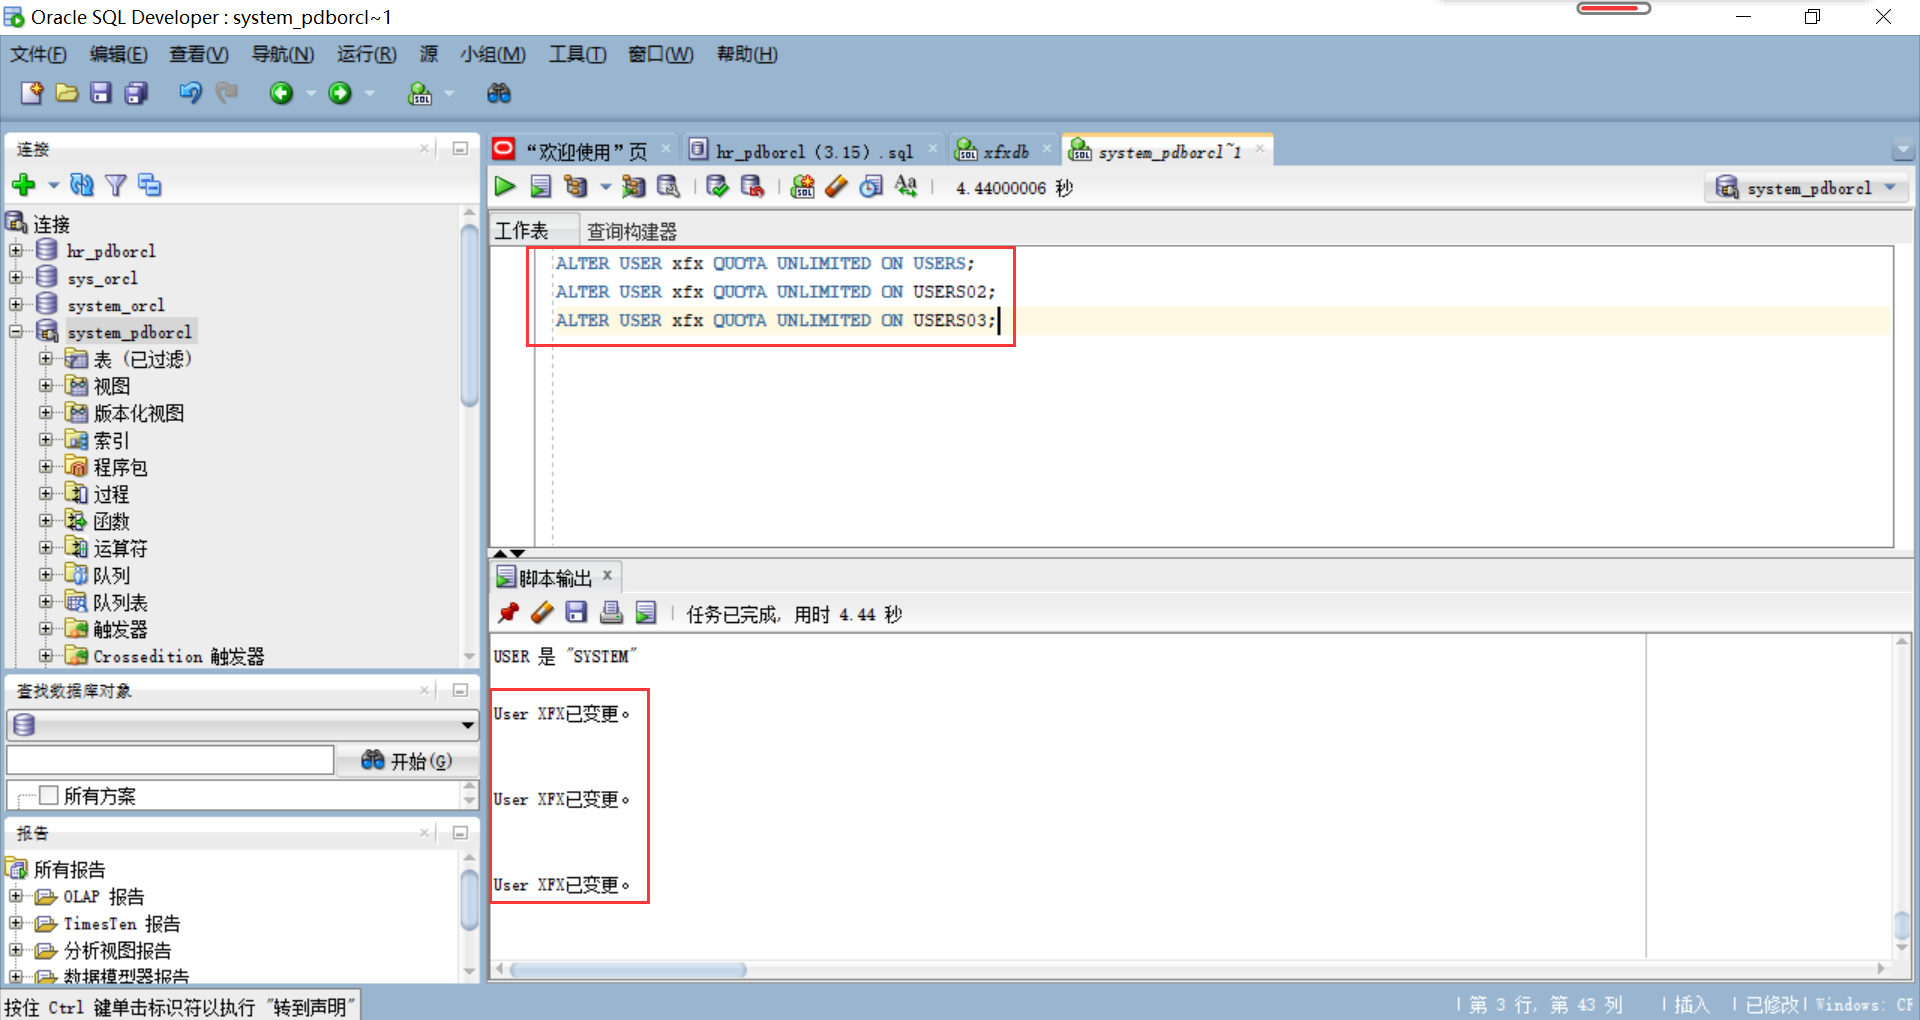 Oracle SQL Developer : system_pdborcl~1
文件(F) 编辑(E) 查看(V) 导航(N) 运行(R) 源 小组(M) 工具(T) 窗口(W) 帮助(H)
连接
连接
hr_pdborcl
sys_orcl
system_orcl
system_pdborcl
表 (已过滤)
视图
版本化视图
索引
程序包
过程
函数
运算符
队列
队列表
触发器
Crossedition 触发器
查找数据库对象
开始(G)
所有方案
报告
所有报告
OLAP 报告
TimesTen 报告
分析视图报告
数据模型器报告
“欢迎使用”页 hr_pdborcl (3.15) .sql xfxdb system_pdborcl~1
4.44000006 秒 system_pdborcl
工作表 查询构建器
ALTER USER xfx QUOTA UNLIMITED ON USERS;
ALTER USER xfx QUOTA UNLIMITED ON USERS02;
ALTER USER xfx QUOTA UNLIMITED ON USERS03;
脚本输出
任务已完成, 用时 4.44 秒
USER 是 "SYSTEM"
User XFX已变更。
User XFX已变更。
User XFX已变更。
按住 Ctrl 键单击标识符以执行 "转到声明"
第 3 行, 第 43 列 插入 已修改 Windows: CF